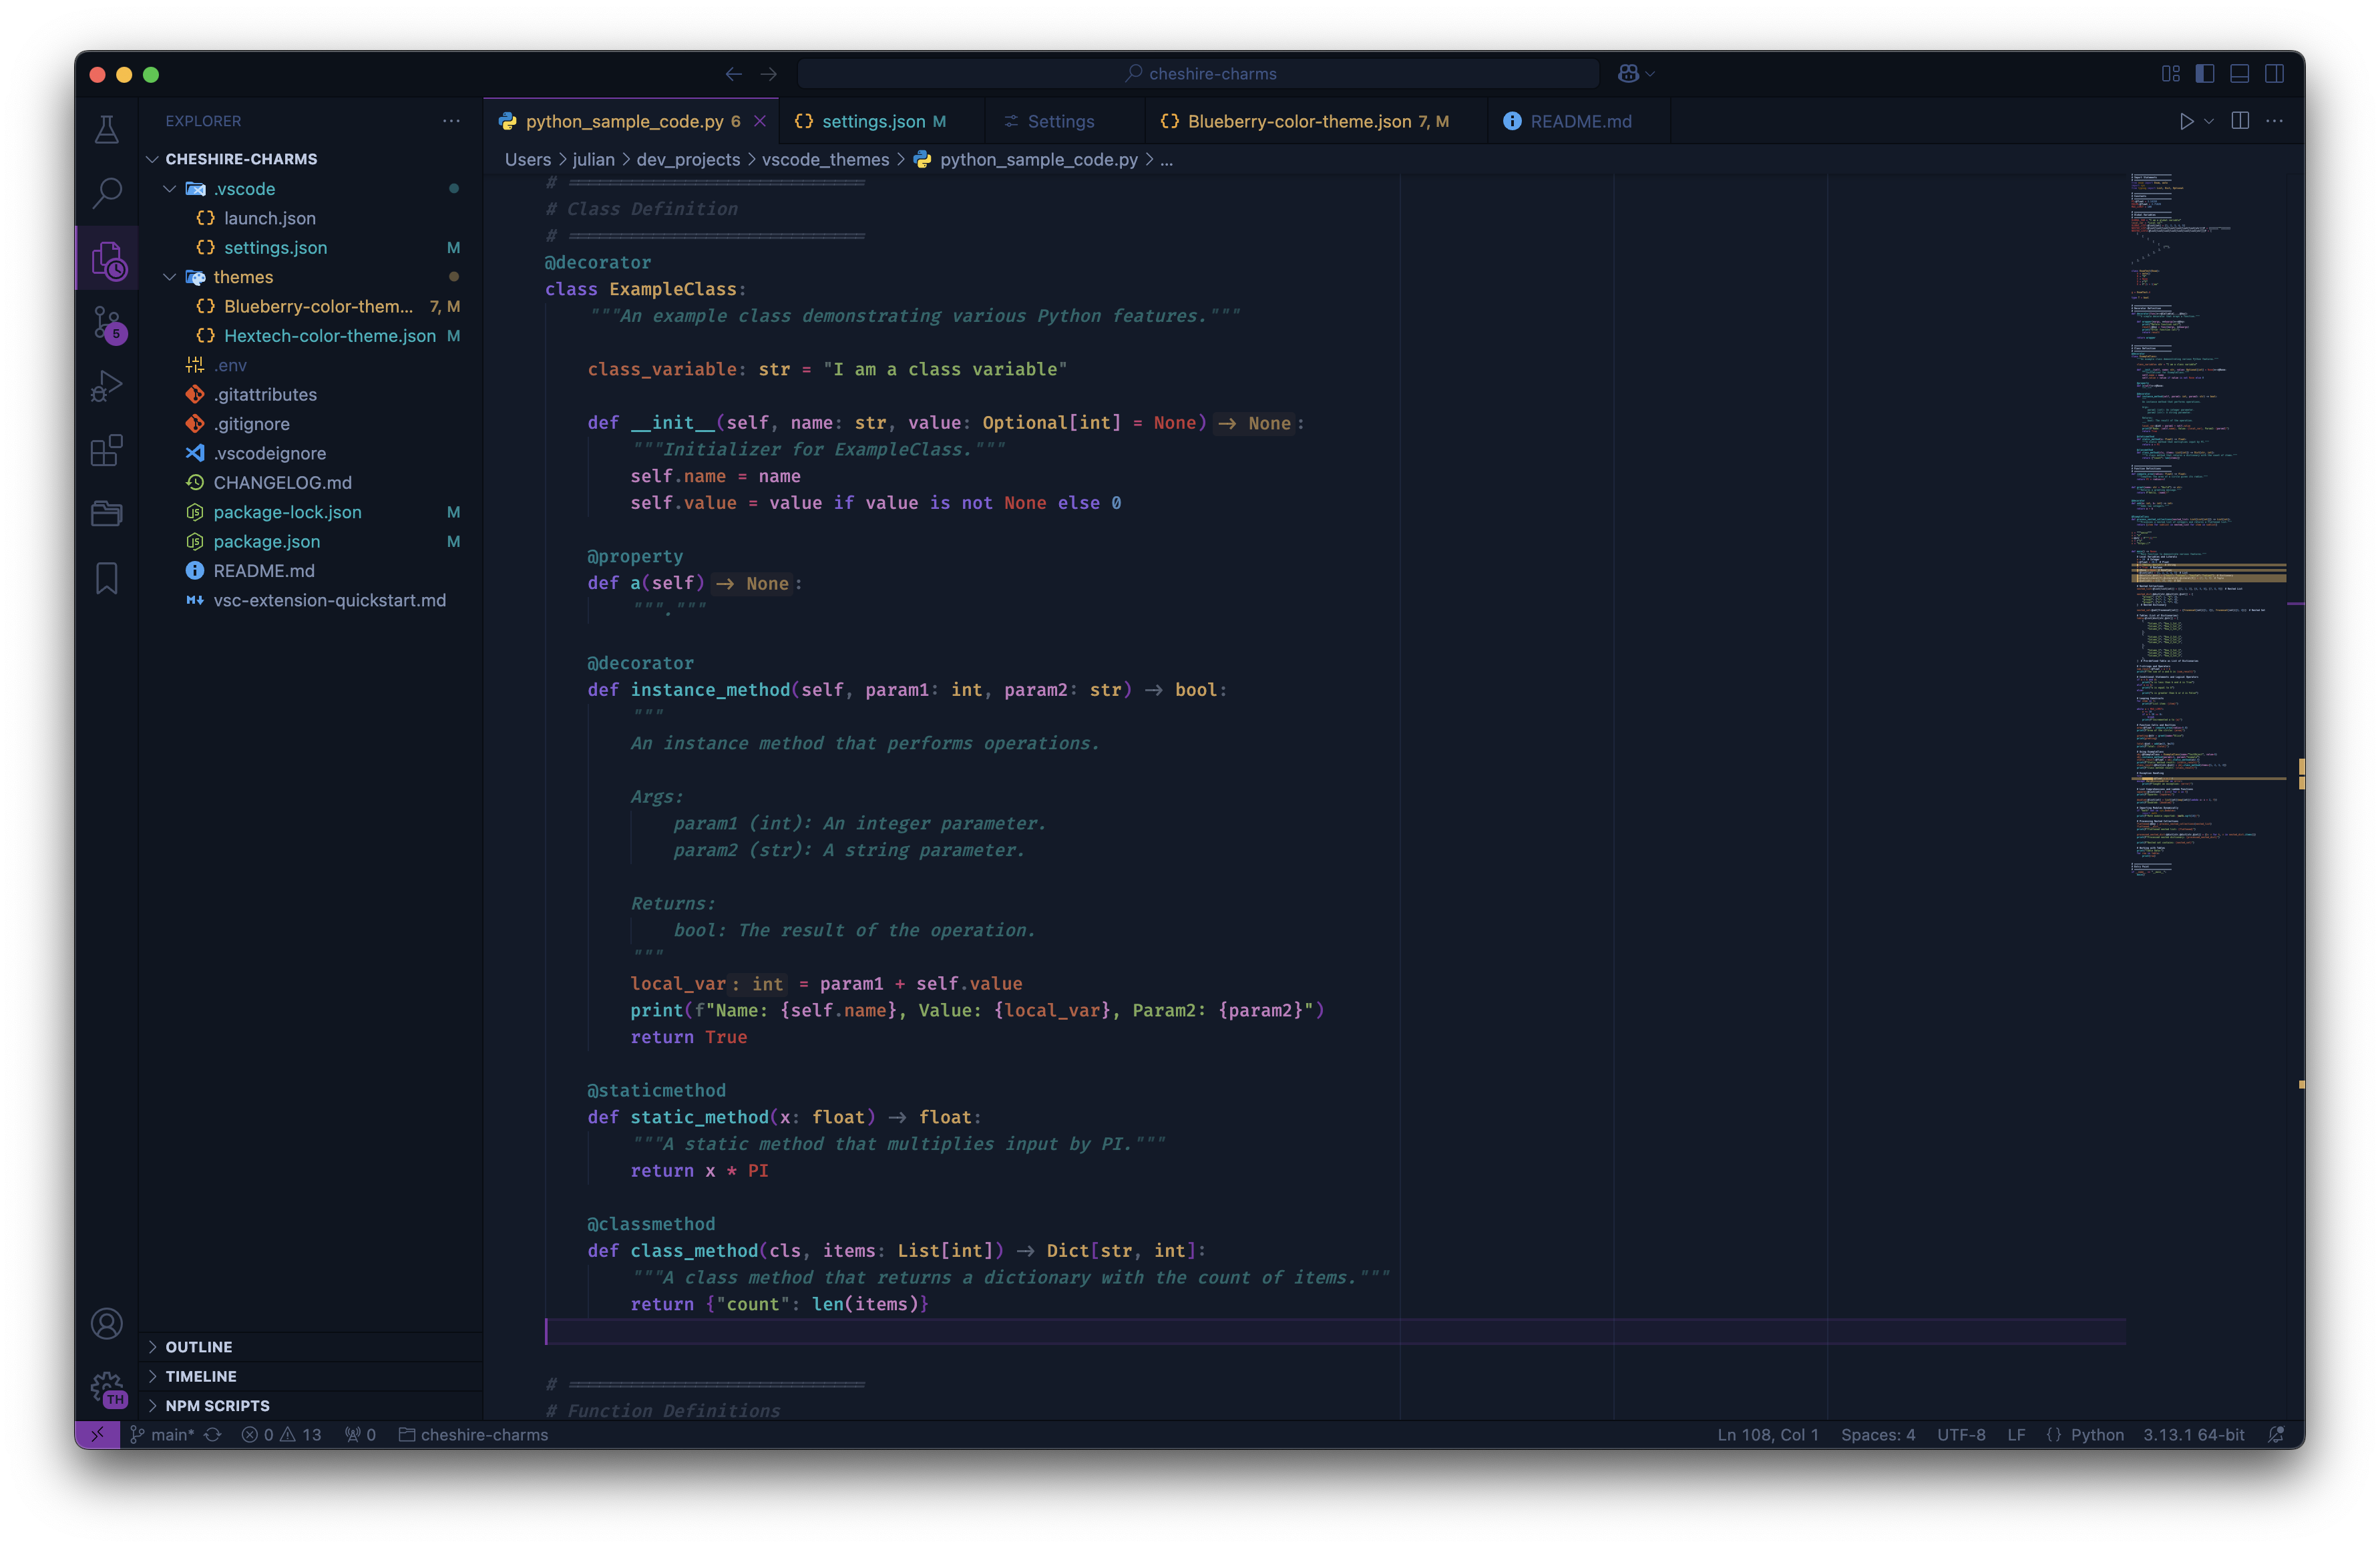 cheshire-charms
EXPLORER
python_sample_code.py 6
settings.json M
Settings
Blueberry-color-theme.json 7, M
README.md
CHESHIRE-CHARMS
Users > julian > dev_projects > vscode_themes > python_sample_code.py > ...
.vscode
launch.json
settings.json M
themes
Blueberry-color-them... 7, M
Hextech-color-theme.json M
.env
.gitattributes
.gitignore
.vscodeignore
CHANGELOG.md
package-lock.json M
package.json M
README.md
vsc-extension-quickstart.md
5
TH
OUTLINE
TIMELINE
NPM SCRIPTS
# ============================
# Class Definition
# ============================
@decorator
class ExampleClass:
"""An example class demonstrating various Python features."""
class_variable: str = "I am a class variable"
def __init__(self, name: str, value: Optional[int] = None) → None:
"""Initializer for ExampleClass."""
self.name = name
self.value = value if value is not None else 0
@property
def a(self) → None:
"""."""
@decorator
def instance_method(self, param1: int, param2: str) → bool:
"""
An instance method that performs operations.
Args:
param1 (int): An integer parameter.
param2 (str): A string parameter.
Returns:
bool: The result of the operation.
"""
local_var: int = param1 + self.value
print(f"Name: {self.name}, Value: {local_var}, Param2: {param2}")
return True
@staticmethod
def static_method(x: float) → float:
"""A static method that multiplies input by PI."""
return x * PI
@classmethod
def class_method(cls, items: List[int]) → Dict[str, int]:
"""A class method that returns a dictionary with the count of items."""
return {"count": len(items)}
# ============================
# Function Definitions
main* 0 13 0 cheshire-charms
Ln 108, Col 1 Spaces: 4 UTF-8 LF {} Python 3.13.1 64-bit